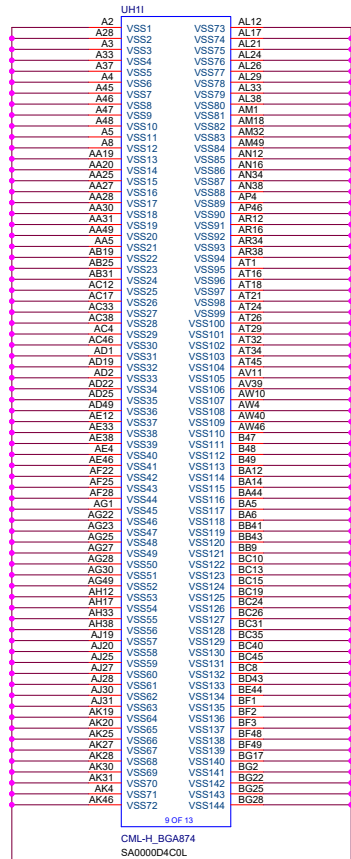 UH1I
A2 VSS1 VSS73 AL12
A28 VSS2 VSS74 AL17
A3 VSS3 VSS75 AL21
A33 VSS4 VSS76 AL24
A37 VSS5 VSS77 AL26
A4 VSS6 VSS78 AL29
A45 VSS7 VSS79 AL33
A46 VSS8 VSS80 AL38
A47 VSS9 VSS81 AM1
A48 VSS10 VSS82 AM18
A5 VSS11 VSS83 AM32
A8 VSS12 VSS84 AM49
AA19 VSS13 VSS85 AN12
AA20 VSS14 VSS86 AN16
AA25 VSS15 VSS87 AN34
AA27 VSS16 VSS88 AN38
AA28 VSS17 VSS89 AP4
AA30 VSS18 VSS90 AP46
AA31 VSS19 VSS91 AR12
AA49 VSS20 VSS92 AR16
AA5 VSS21 VSS93 AR34
AB19 VSS22 VSS94 AR38
AB25 VSS23 VSS95 AT1
AB31 VSS24 VSS96 AT16
AC12 VSS25 VSS97 AT18
AC17 VSS26 VSS98 AT21
AC33 VSS27 VSS99 AT24
AC38 VSS28 VSS100 AT26
AC4 VSS29 VSS101 AT29
AC46 VSS30 VSS102 AT32
AD1 VSS31 VSS103 AT34
AD19 VSS32 VSS104 AT45
AD2 VSS33 VSS105 AV11
AD22 VSS34 VSS106 AV39
AD25 VSS35 VSS107 AW10
AD49 VSS36 VSS108 AW4
AE12 VSS37 VSS109 AW40
AE33 VSS38 VSS110 AW46
AE38 VSS39 VSS111 B47
AE4 VSS40 VSS112 B48
AE46 VSS41 VSS113 B49
AF22 VSS42 VSS114 BA12
AF25 VSS43 VSS115 BA14
AF28 VSS44 VSS116 BA44
AG1 VSS45 VSS117 BA5
AG22 VSS46 VSS118 BA6
AG23 VSS47 VSS119 BB41
AG25 VSS48 VSS120 BB43
AG27 VSS49 VSS121 BB9
AG28 VSS50 VSS122 BC10
AG30 VSS51 VSS123 BC13
AG49 VSS52 VSS124 BC15
AH12 VSS53 VSS125 BC19
AH17 VSS54 VSS126 BC24
AH33 VSS55 VSS127 BC26
AH38 VSS56 VSS128 BC31
AJ19 VSS57 VSS129 BC35
AJ20 VSS58 VSS130 BC40
AJ25 VSS59 VSS131 BC45
AJ27 VSS60 VSS132 BC8
AJ28 VSS61 VSS133 BD43
AJ30 VSS62 VSS134 BE44
AJ31 VSS63 VSS135 BF1
AK19 VSS64 VSS136 BF2
AK20 VSS65 VSS137 BF3
AK25 VSS66 VSS138 BF48
AK27 VSS67 VSS139 BF49
AK28 VSS68 VSS140 BG17
AK30 VSS69 VSS141 BG2
AK31 VSS70 VSS142 BG22
AK4 VSS71 VSS143 BG25
AK46 VSS72 VSS144 BG28
9 OF 13
CML-H_BGA874
SA0000D4C0L